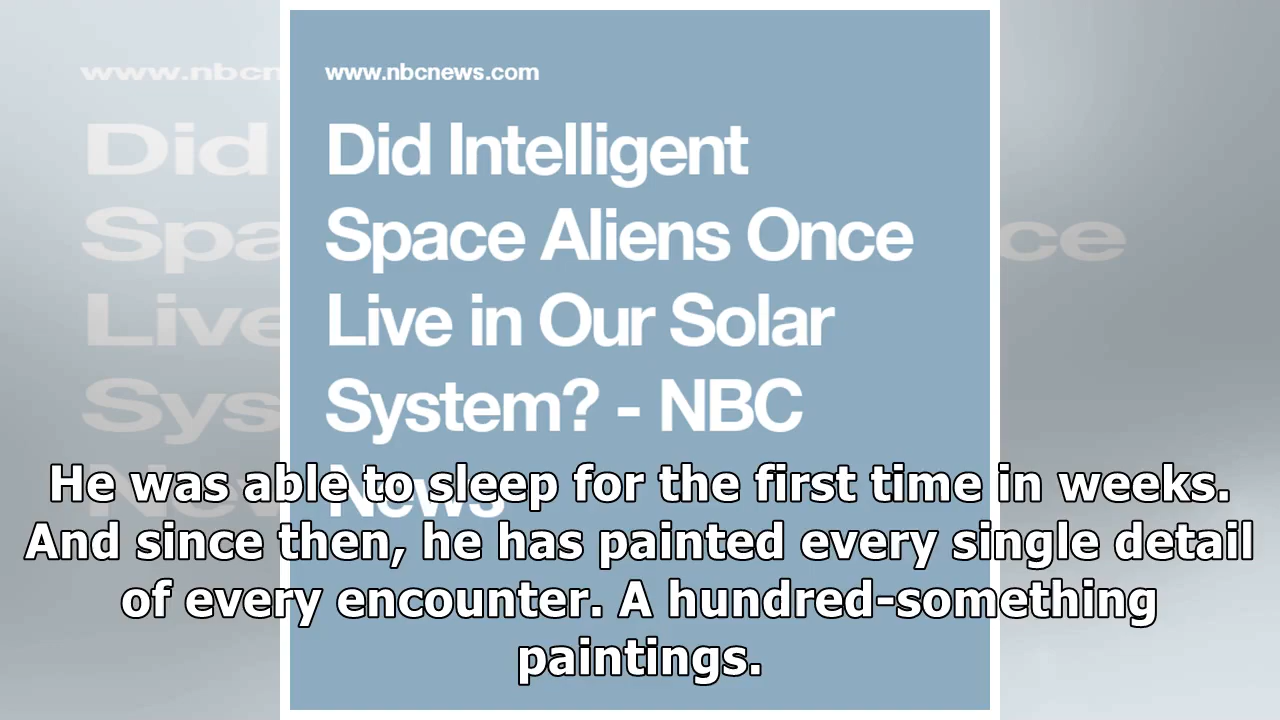 www.nbcnews.com
Did Intelligent
Space Aliens Once
Live in Our Solar
System? - NBC
News
He was able to sleep for the first time in weeks.
And since then, he has painted every single detail
of every encounter. A hundred-something
paintings.